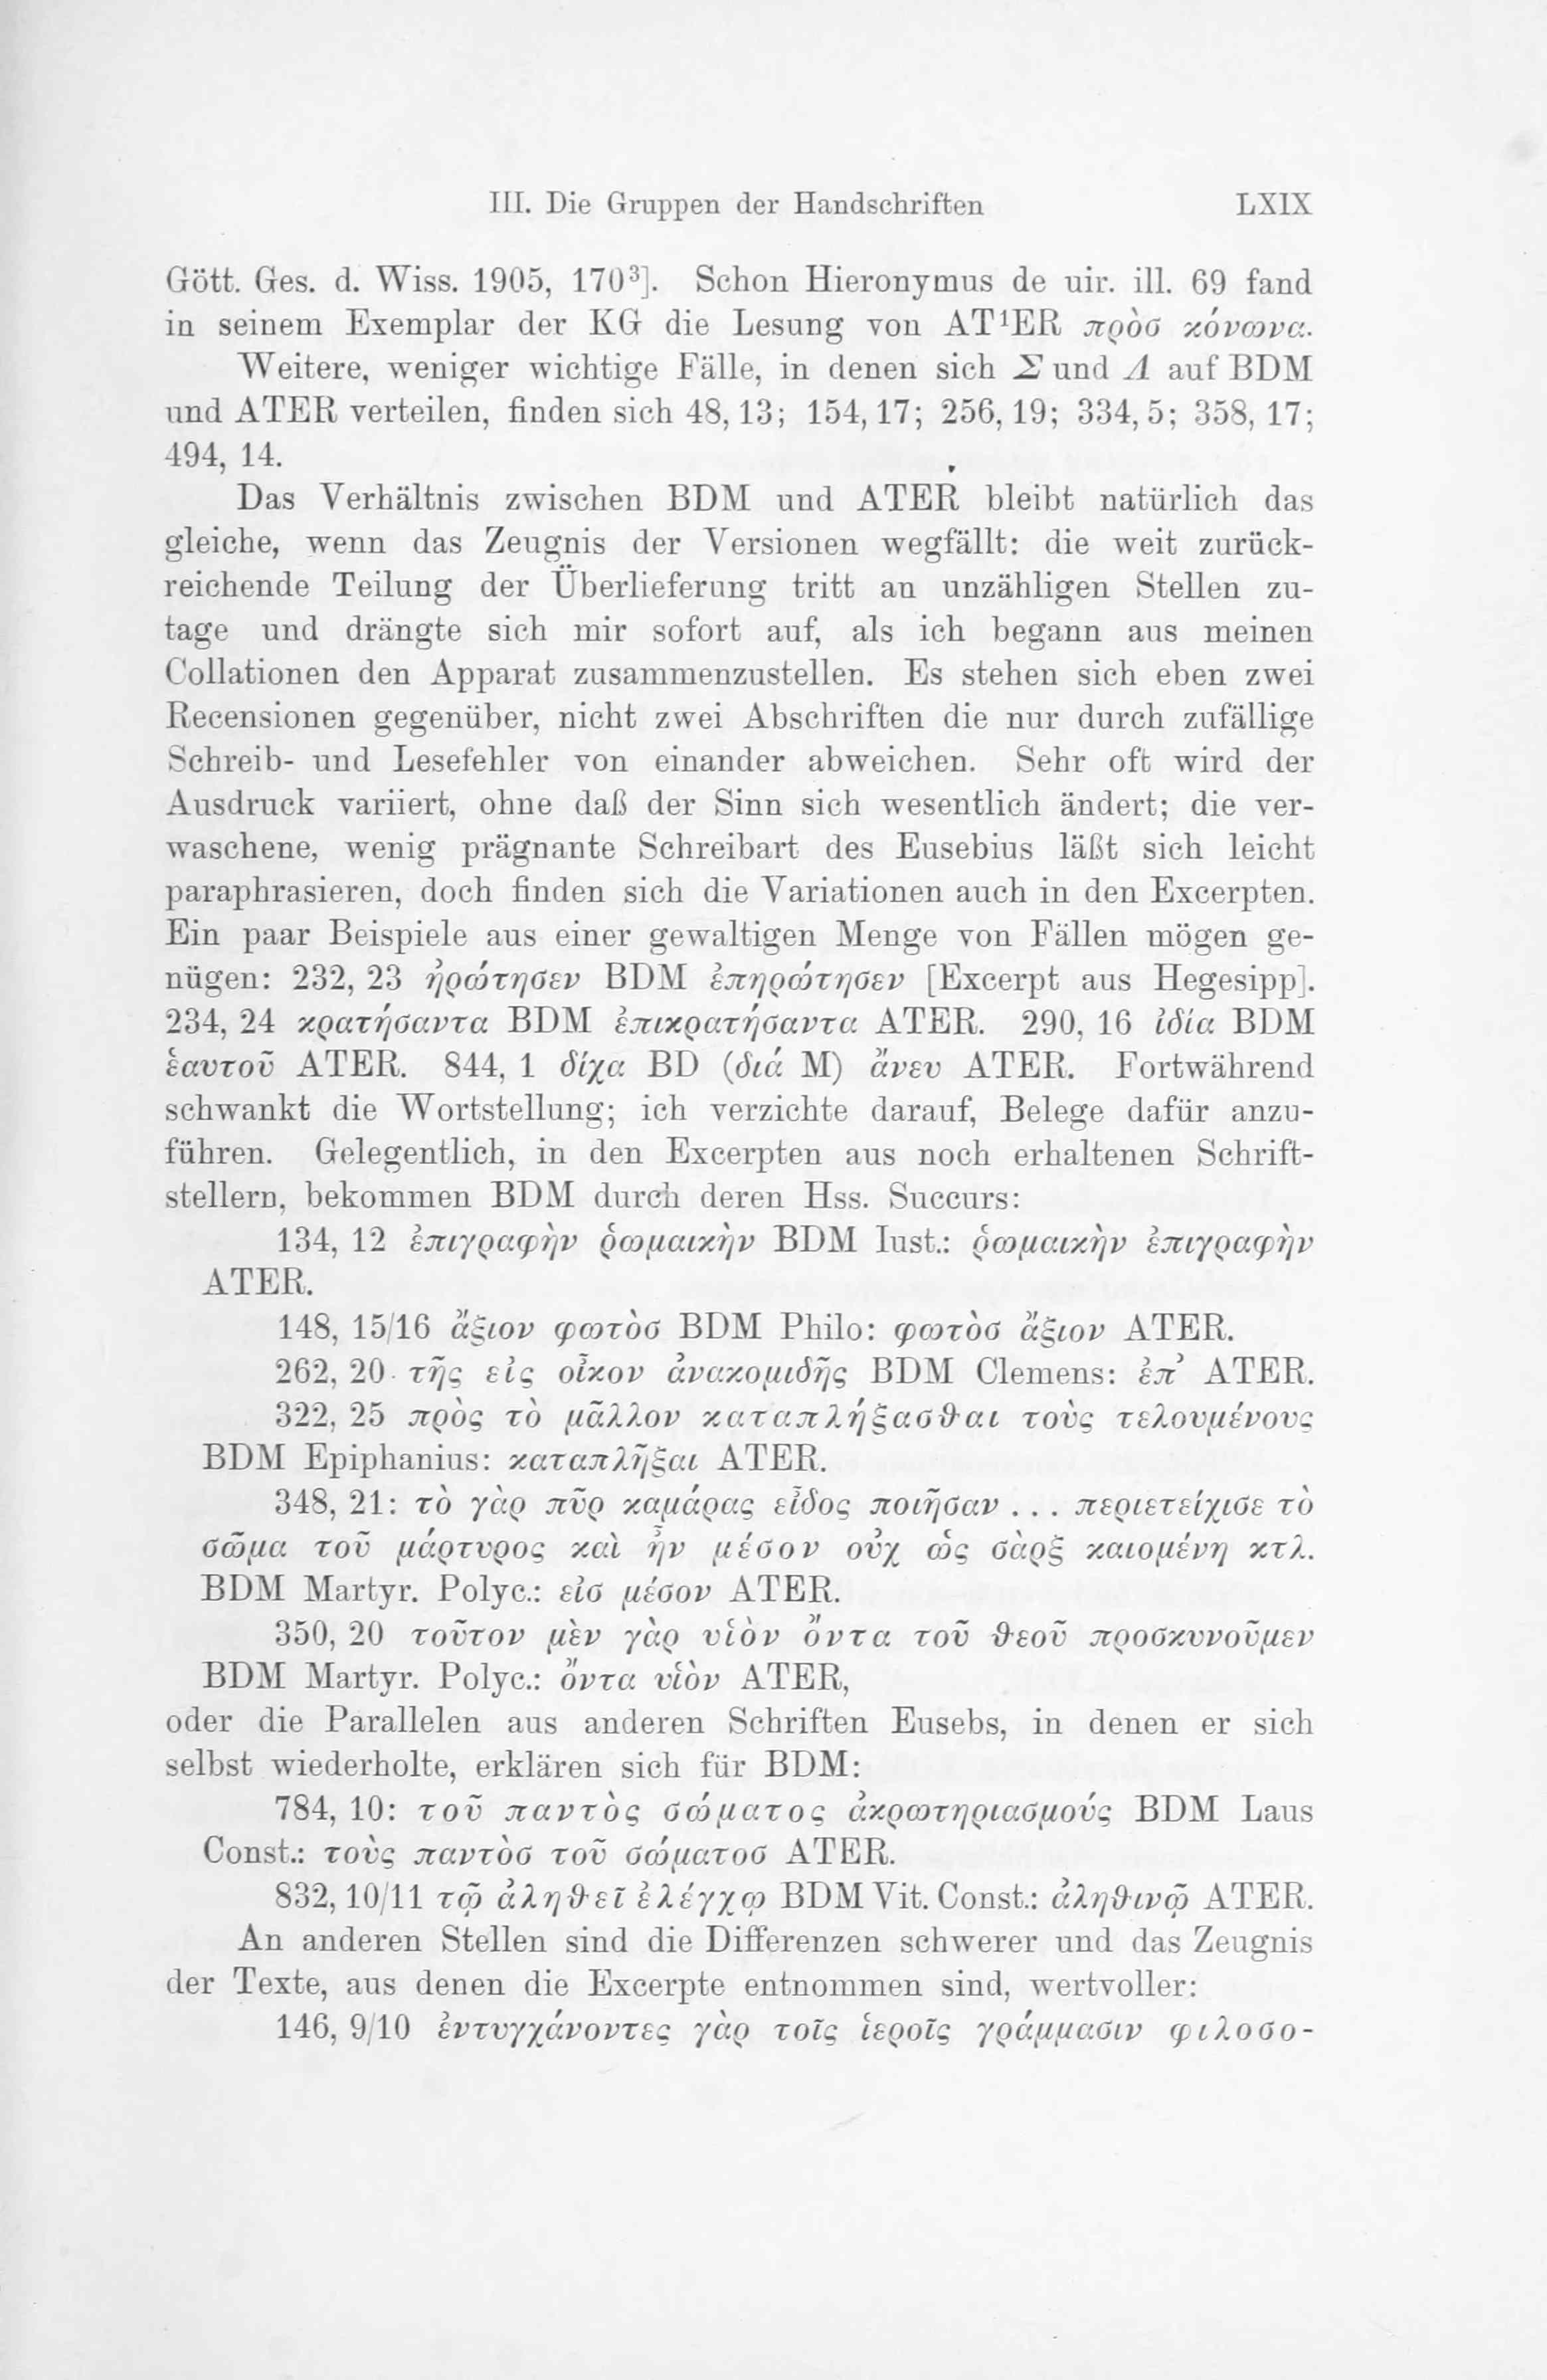 III. Die Gruppen der Handschriften LXIX
Gött. Ges. d. Wiss. 1905, 170³]. Schon Hieronymus de uir. ill. 69 fand
in seinem Exemplar der KG die Lesung von AT¹ER πρὸσ κόνωνα.
Weitere, weniger wichtige Fälle, in denen sich Σ und Λ auf BDM
und ATER verteilen, finden sich 48, 13; 154, 17; 256, 19; 334, 5; 358, 17;
494, 14.
Das Verhältnis zwischen BDM und ATER bleibt natürlich das
gleiche, wenn das Zeugnis der Versionen wegfällt: die weit zurück-
reichende Teilung der Überlieferung tritt an unzähligen Stellen zu-
tage und drängte sich mir sofort auf, als ich begann aus meinen
Collationen den Apparat zusammenzustellen. Es stehen sich eben zwei
Recensionen gegenüber, nicht zwei Abschriften die nur durch zufällige
Schreib- und Lesefehler von einander abweichen. Sehr oft wird der
Ausdruck variiert, ohne daß der Sinn sich wesentlich ändert; die ver-
waschene, wenig prägnante Schreibart des Eusebius läßt sich leicht
paraphrasieren, doch finden sich die Variationen auch in den Excerpten.
Ein paar Beispiele aus einer gewaltigen Menge von Fällen mögen ge-
nügen: 232, 23 ἠρώτησεν BDM ἐπηρώτησεν [Excerpt aus Hegesipp].
234, 24 κρατήσαντα BDM ἐπικρατήσαντα ATER. 290, 16 ἰδία BDM
ἑαυτοῦ ATER. 844, 1 δίχα BD (διά M) ἄνευ ATER. Fortwährend
schwankt die Wortstellung; ich verzichte darauf, Belege dafür anzu-
führen. Gelegentlich, in den Excerpten aus noch erhaltenen Schrift-
stellern, bekommen BDM durch deren Hss. Succurs:
134, 12 ἐπιγραφὴν ῥωμαικὴν BDM Iust.: ῥωμαικὴν ἐπιγραφὴν
ATER.
148, 15/16 ἄξιον φωτὸσ BDM Philo: φωτὸσ ἄξιον ATER.
262, 20 τῆς εἰς οἶκον ἀνακομιδῆς BDM Clemens: ἐπ’ ATER.
322, 25 πρὸς τὸ μᾶλλον καταπλήξασθαι τοὺς τελουμένους
BDM Epiphanius: καταπλῆξαι ATER.
348, 21: τὸ γὰρ πῦρ καμάρας εἶδος ποιῆσαν ... περιετείχισε τὸ
σῶμα τοῦ μάρτυρος καὶ ἦν μέσον οὐχ ὡς σὰρξ καιομένη κτλ.
BDM Martyr. Polyc.: εἰσ μέσον ATER.
350, 20 τοῦτον μὲν γὰρ υἱὸν ὄντα τοῦ θεοῦ προσκυνοῦμεν
BDM Martyr. Polyc.: ὄντα υἱὸν ATER,
oder die Parallelen aus anderen Schriften Eusebs, in denen er sich
selbst wiederholte, erklären sich für BDM:
784, 10: τοῦ παντὸς σώματος ἀκρωτηριασμούς BDM Laus
Const.: τοὺς παντὸσ τοῦ σώματοσ ATER.
832, 10/11 τῷ ἀληθεῖ ἐλέγχῳ BDM Vit. Const.: ἀληθινῷ ATER.
An anderen Stellen sind die Differenzen schwerer und das Zeugnis
der Texte, aus denen die Excerpte entnommen sind, wertvoller:
146, 9/10 ἐντυγχάνοντες γὰρ τοῖς ἱεροῖς γράμμασιν φιλοσο-